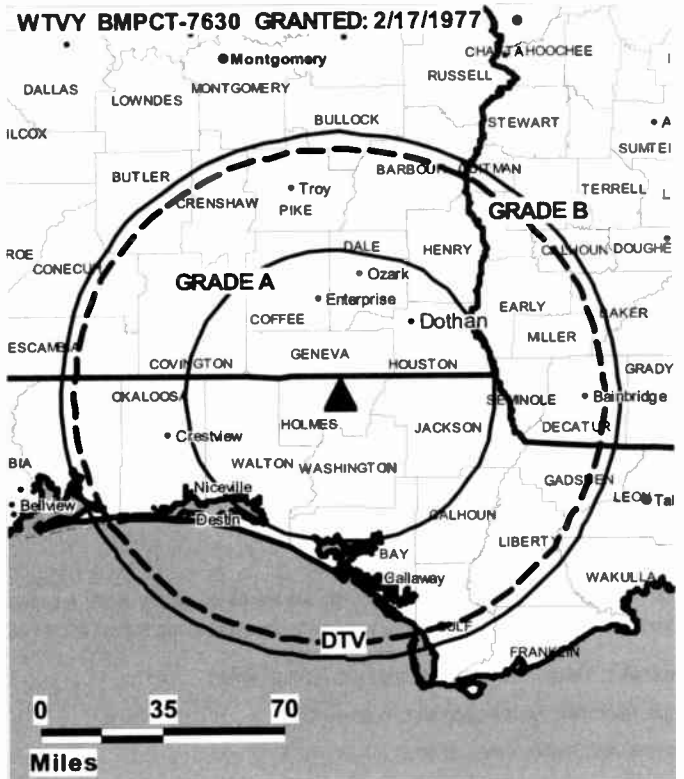 WTVY BMPCT-7630 GRANTED: 2/17/1977
CHATTAHOOCHEE
Montgomery
RUSSELL
DALLAS
MONTGOMERY
LOWNDES
BULLOCK
STEWART
A
ILCOX
SUMTE
BUTLER
BARBOUR
QUITMAN
Troy
TERRELL
L
CRENSHAW
PIKE
GRADE B
DALE
HENRY
CALHOUN
DOUGHE
ROE
CONECUH
Ozark
GRADE A
Enterprise
EARLY
BAKER
COFFEE
Dothan
MILLER
ESCAMBIA
GENEVA
COVINGTON
HOUSTON
GRADY
OKALOOSA
SEMINOLE
Bainbridge
HOLMES
JACKSON
DECATUR
Crestview
BIA
WALTON
WASHINGTON
GADSDEN
Niceville
LEON
Tal
Bellview
Destin
CALHOUN
LIBERTY
BAY
WAKULLA
Callaway
GULF
DTV
FRANKLIN
0 35 70
Miles